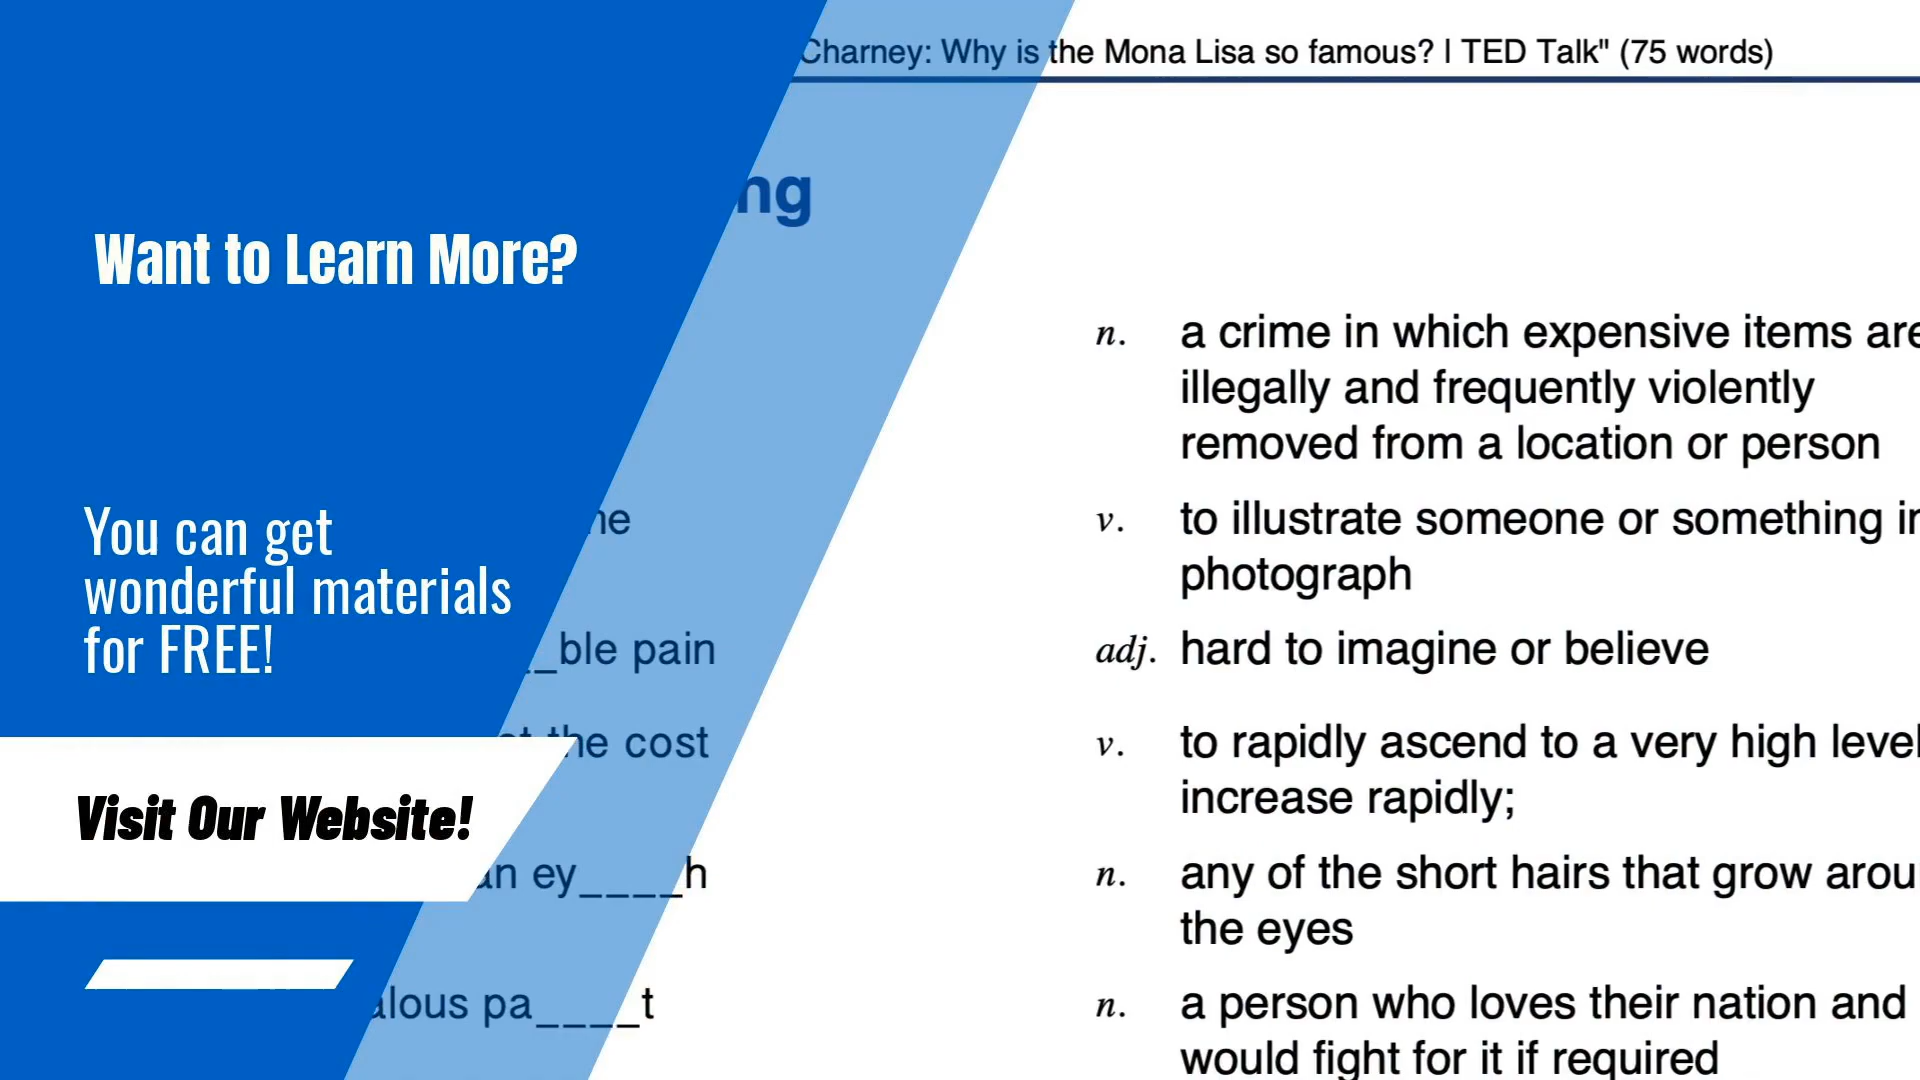 Charney: Why is the Mona Lisa so famous? | TED Talk" (75 words)
ng
Want to Learn More?
You can get
wonderful materials
for FREE!
Visit Our Website!
n. a crime in which expensive items are
illegally and frequently violently
removed from a location or person
v. to illustrate someone or something in
photograph
_ble pain
adj. hard to imagine or believe
the cost
v. to rapidly ascend to a very high level
increase rapidly;
an ey____h
n. any of the short hairs that grow arou
the eyes
alous pa____t
n. a person who loves their nation and
would fight for it if required